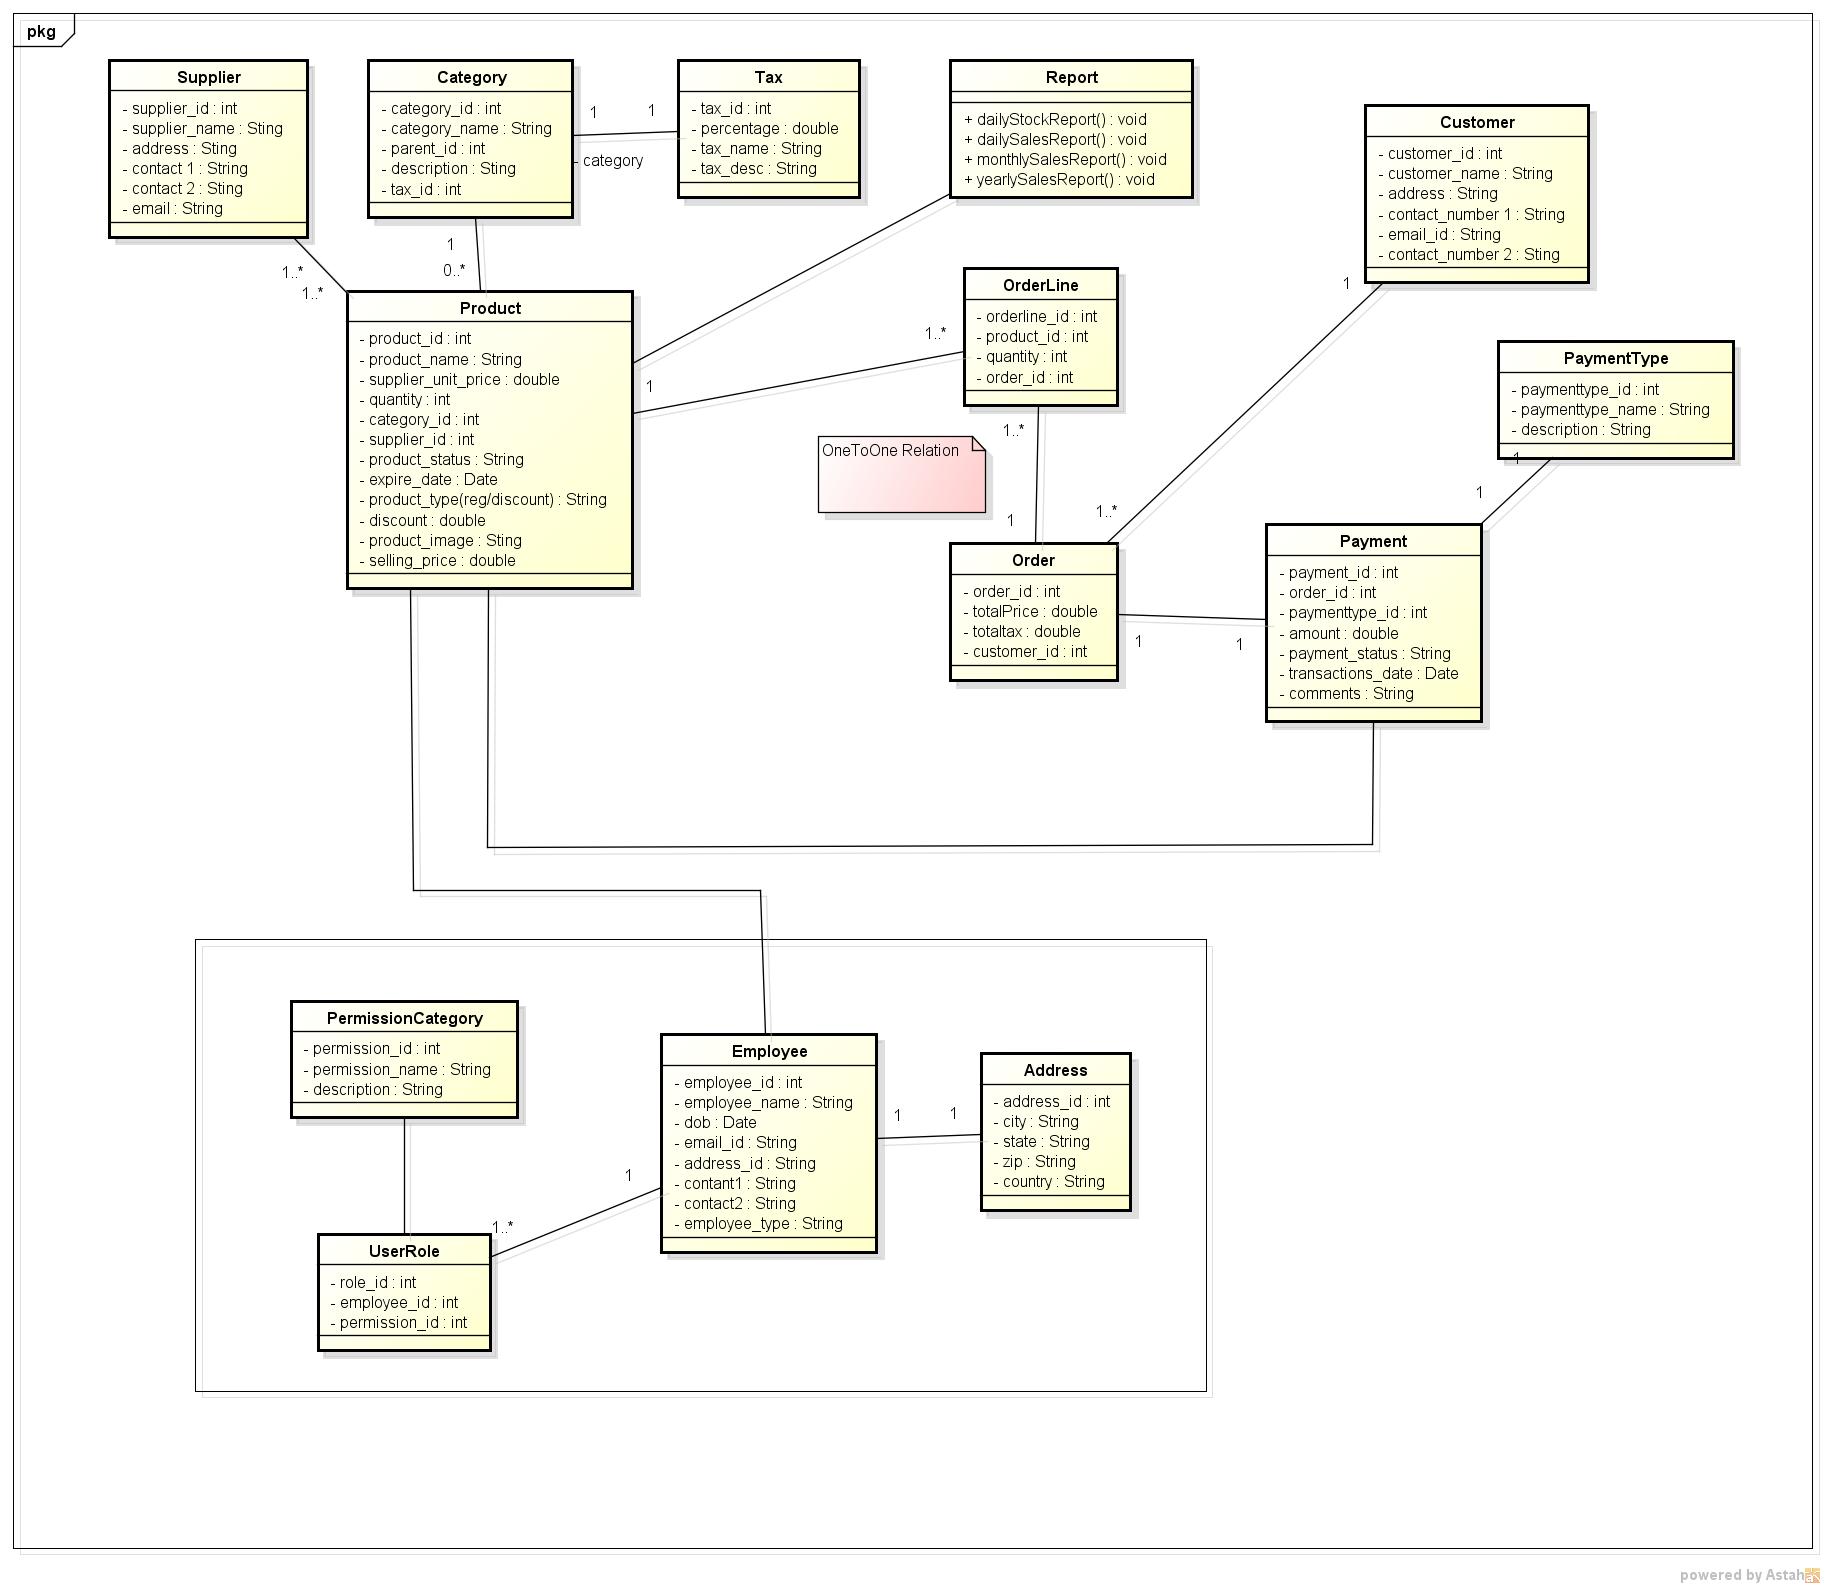 pkg
Supplier
- supplier_id : int
- supplier_name : Sting
- address : Sting
- contact 1 : String
- contact 2 : Sting
- email : String
Category
- category_id : int
- category_name : String
- parent_id : int
- description : Sting
- tax_id : int
1
1
- category
Tax
- tax_id : int
- percentage : double
- tax_name : String
- tax_desc : String
Report
+ dailyStockReport() : void
+ dailySalesReport() : void
+ monthlySalesReport() : void
+ yearlySalesReport() : void
Customer
- customer_id : int
- customer_name : String
- address : String
- contact_number 1 : String
- email_id : String
- contact_number 2 : Sting
1..*
1..*
1
0..*
Product
- product_id : int
- product_name : String
- supplier_unit_price : double
- quantity : int
- category_id : int
- supplier_id : int
- product_status : String
- expire_date : Date
- product_type(reg/discount) : String
- discount : double
- product_image : Sting
- selling_price : double
1
1..*
OrderLine
- orderline_id : int
- product_id : int
- quantity : int
- order_id : int
1
PaymentType
- paymenttype_id : int
- paymenttype_name : String
- description : String
1
1
OneToOne Relation
1..*
1
1..*
Order
- order_id : int
- totalPrice : double
- totaltax : double
- customer_id : int
1
1
Payment
- payment_id : int
- order_id : int
- paymenttype_id : int
- amount : double
- payment_status : String
- transactions_date : Date
- comments : String
PermissionCategory
- permission_id : int
- permission_name : String
- description : String
Employee
- employee_id : int
- employee_name : String
- dob : Date
- email_id : String
- address_id : String
- contant1 : String
- contact2 : String
- employee_type : String
1
1
Address
- address_id : int
- city : String
- state : String
- zip : String
- country : String
1
1..*
UserRole
- role_id : int
- employee_id : int
- permission_id : int
powered by Astah